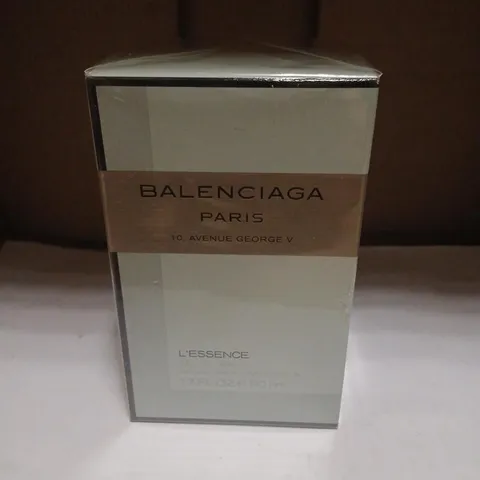 BALENCIAGA
PARIS
10, AVENUE GEORGE V
L'ESSENCE